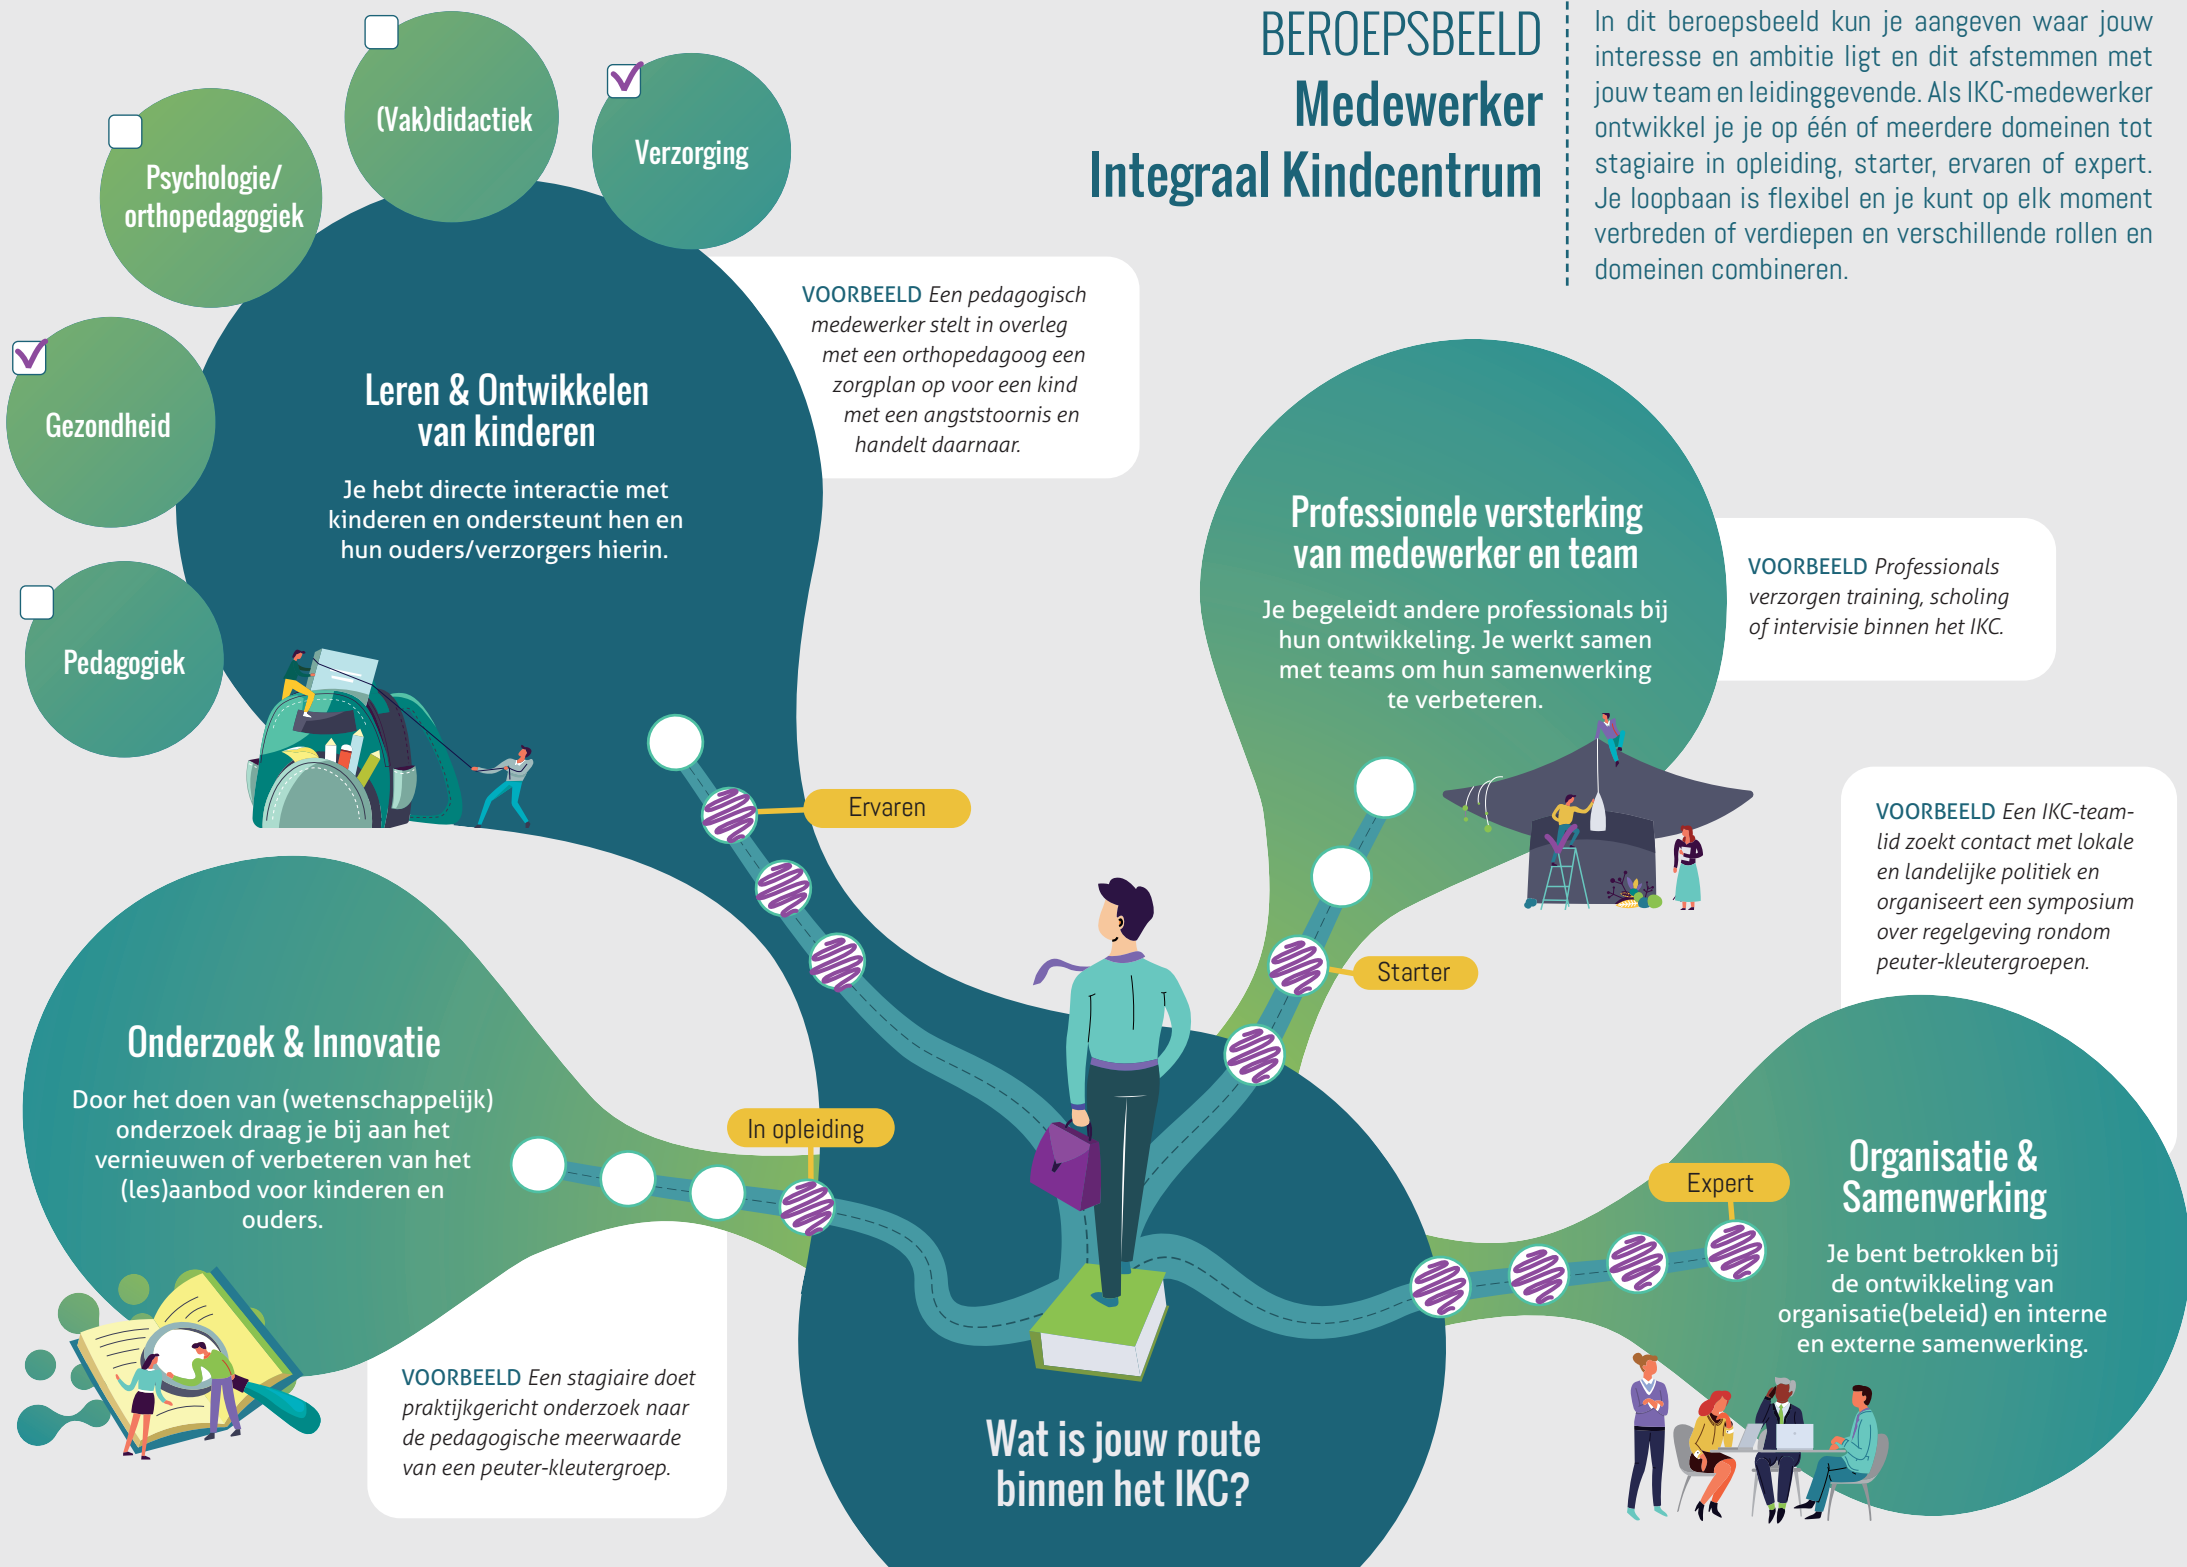 BEROEPSBEELD
Medewerker
Integraal Kindcentrum
In dit beroepsbeeld kun je aangeven waar jouw
interesse en ambitie ligt en dit afstemmen met
jouw team en leidinggevende. Als IKC-medewerker
ontwikkel je je op één of meerdere domeinen tot
stagiaire in opleiding, starter, ervaren of expert.
Je loopbaan is flexibel en je kunt op elk moment
verbreden of verdiepen en verschillende rollen en
domeinen combineren.
(Vak)didactiek
Verzorging
Psychologie/
orthopedagogiek
Gezondheid
Pedagogiek
Leren & Ontwikkelen
van kinderen
Je hebt directe interactie met
kinderen en ondersteunt hen en
hun ouders/verzorgers hierin.
VOORBEELD Een pedagogisch
medewerker stelt in overleg
met een orthopedagoog een
zorgplan op voor een kind
met een angststoornis en
handelt daarnaar.
Ervaren
Professionele versterking
van medewerker en team
Je begeleidt andere professionals bij
hun ontwikkeling. Je werkt samen
met teams om hun samenwerking
te verbeteren.
VOORBEELD Professionals
verzorgen training, scholing
of intervisie binnen het IKC.
Starter
VOORBEELD Een IKC-team-
lid zoekt contact met lokale
en landelijke politiek en
organiseert een symposium
over regelgeving rondom
peuter-kleutergroepen.
Onderzoek & Innovatie
Door het doen van (wetenschappelijk)
onderzoek draag je bij aan het
vernieuwen of verbeteren van het
(les)aanbod voor kinderen en
ouders.
In opleiding
VOORBEELD Een stagiaire doet
praktijkgericht onderzoek naar
de pedagogische meerwaarde
van een peuter-kleutergroep.
Expert
Organisatie &
Samenwerking
Je bent betrokken bij
de ontwikkeling van
organisatie(beleid) en interne
en externe samenwerking.
Wat is jouw route
binnen het IKC?